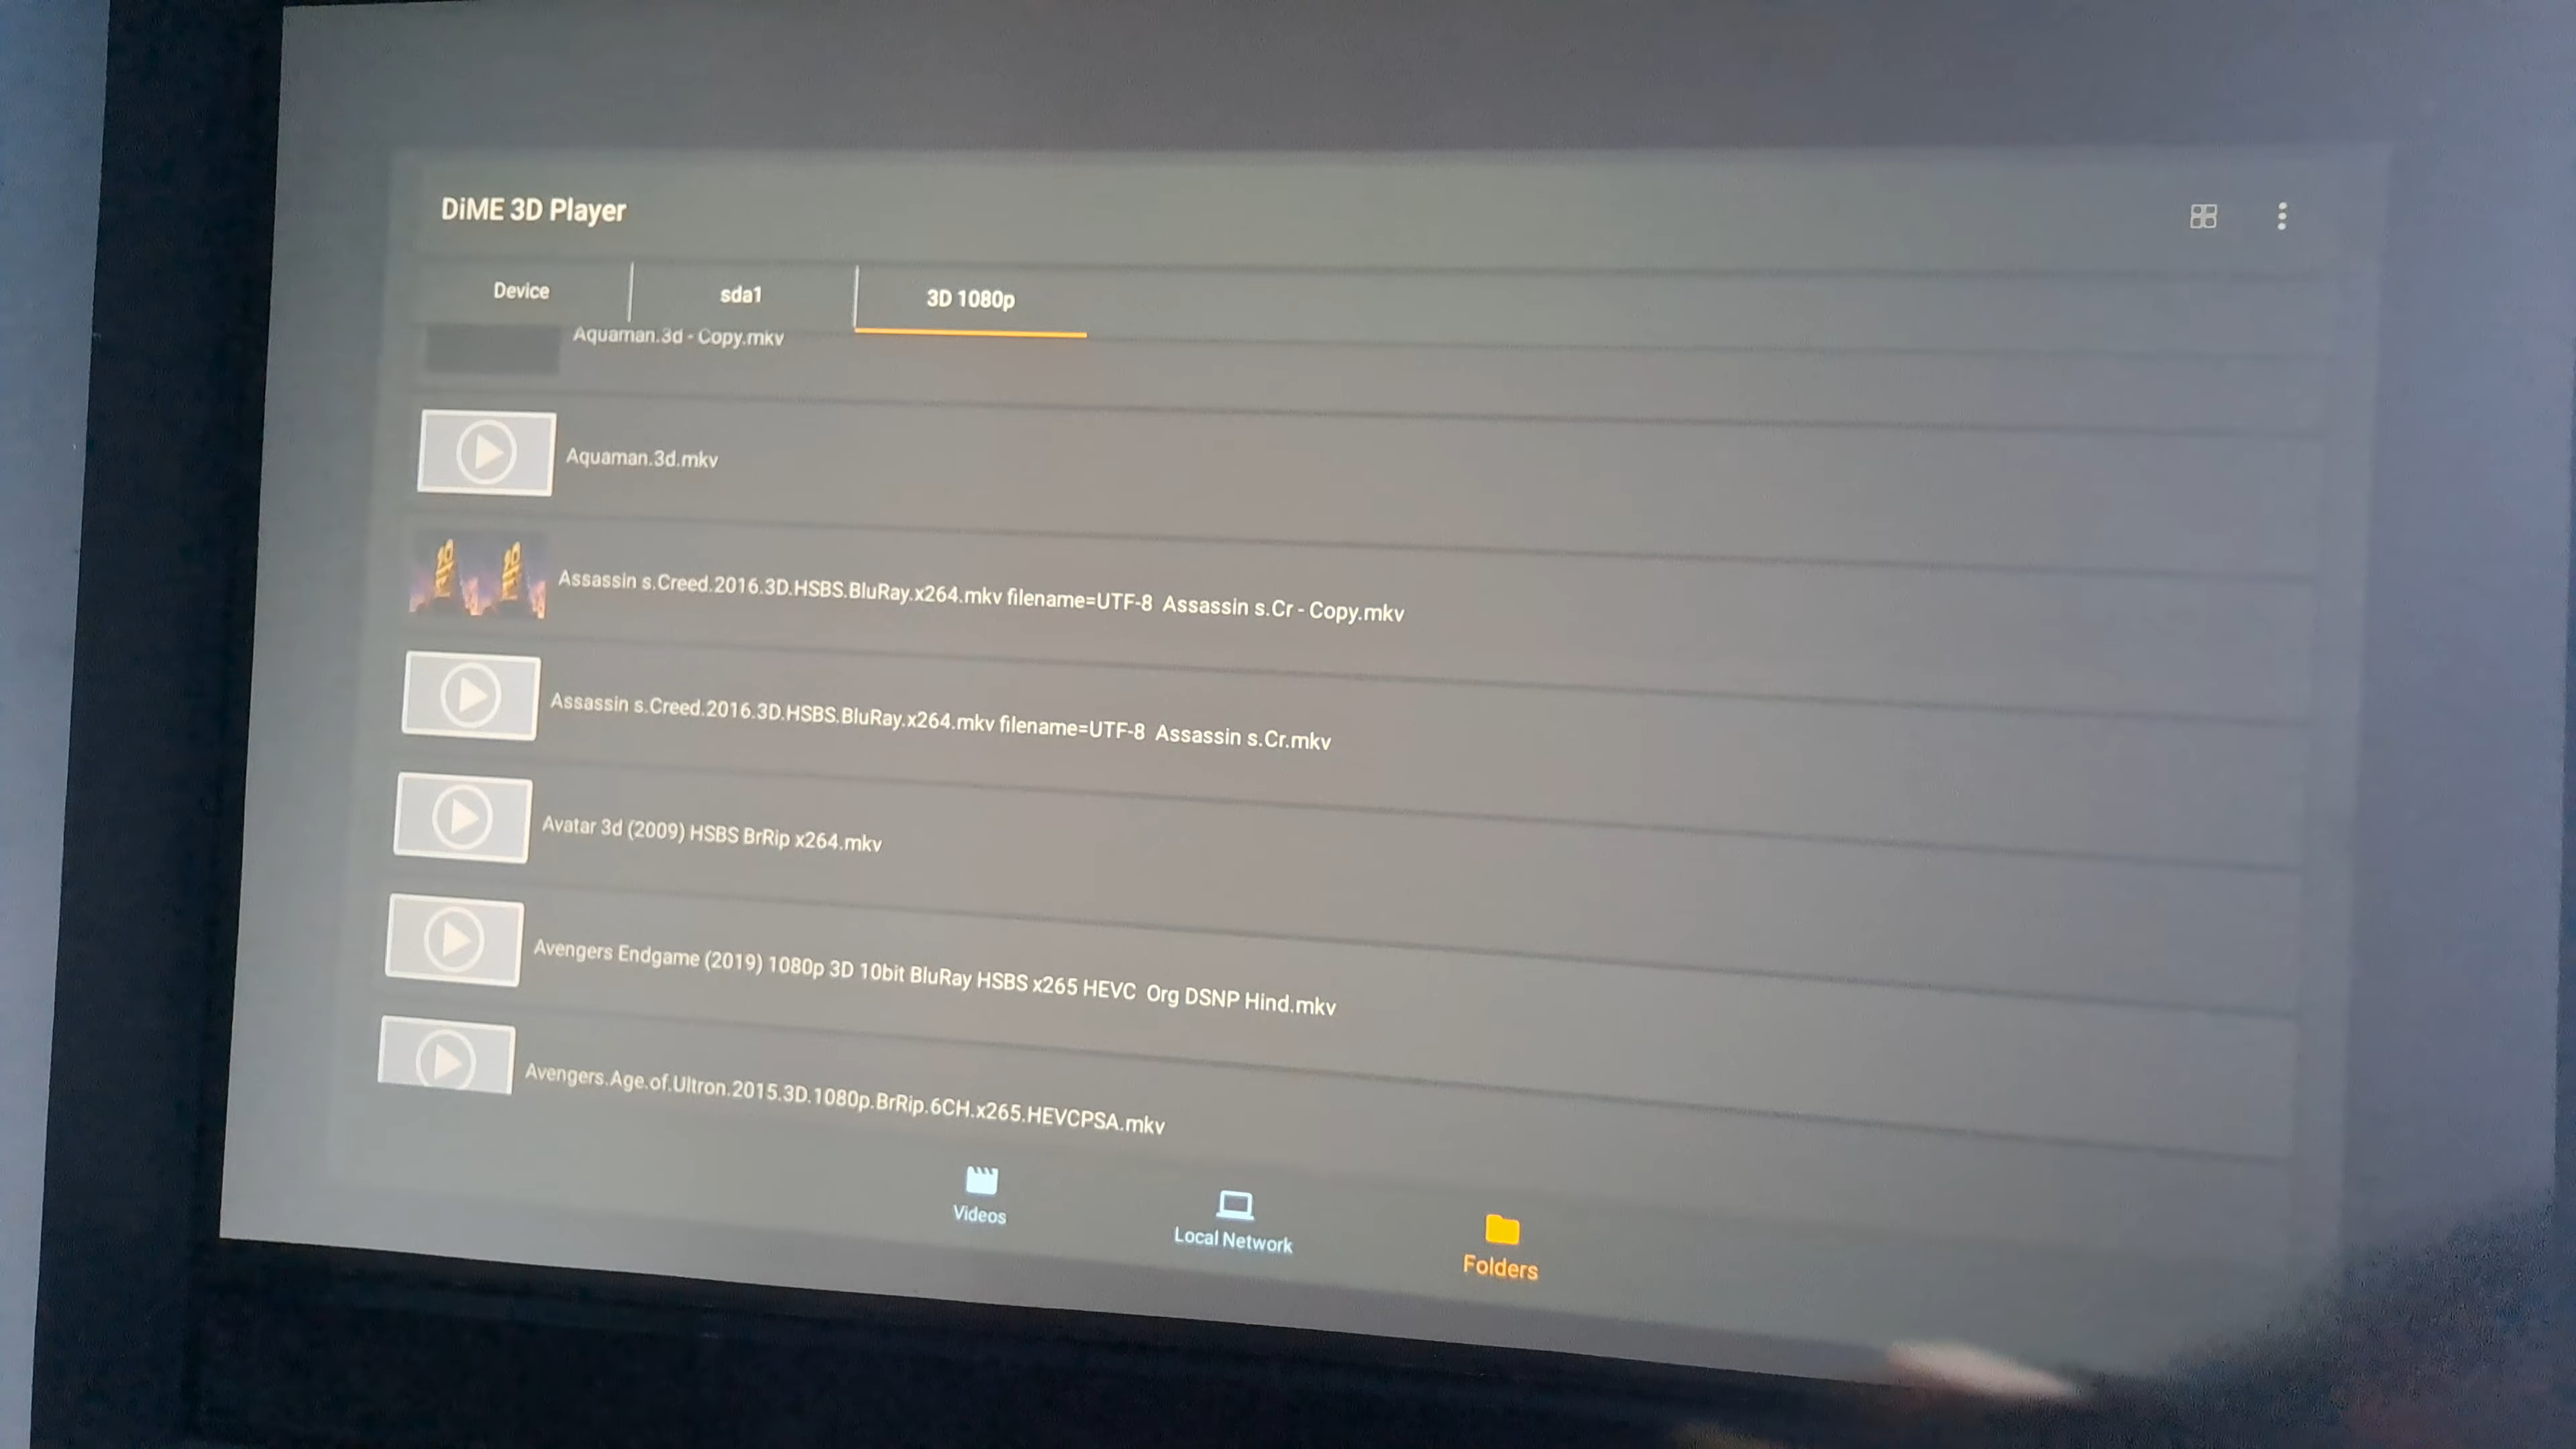 DiME 3D Player
Device
sda1
3D 1080p
Aquaman.3d - Copy.mkv
Aquaman.3d.mkv
Assassin s.Creed.2016.3D.HSBS.BluRay.x264.mkv filename=UTF-8  Assassin s.Cr - Copy.mkv
Assassin s.Creed.2016.3D.HSBS.BluRay.x264.mkv filename=UTF-8  Assassin s.Cr.mkv
Avatar 3d (2009) HSBS BrRip x264.mkv
Avengers Endgame (2019) 1080p 3D 10bit BluRay HSBS x265 HEVC  Org DSNP Hind.mkv
Avengers.Age.of.Ultron.2015.3D.1080p.BrRip.6CH.x265.HEVCPSA.mkv
Videos
Local Network
Folders